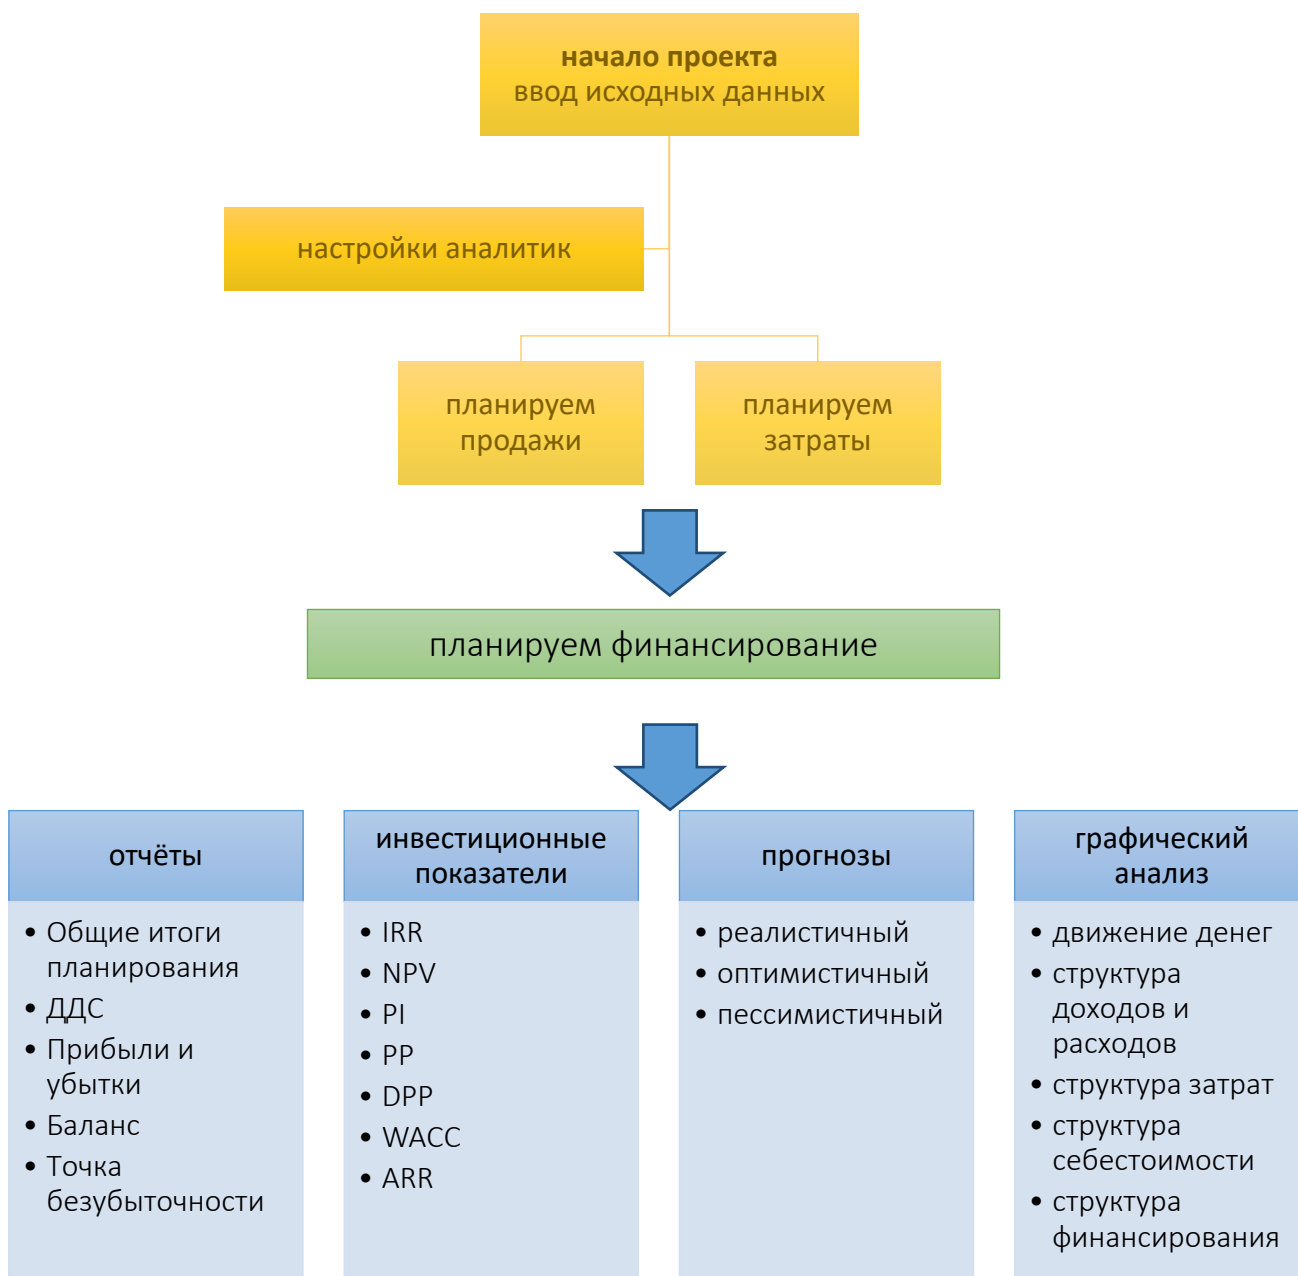 начало проекта
ввод исходных данных
настройки аналитик
планируем
продажи
планируем
затраты
планируем финансирование
отчёты
• Общие итоги
планирования
• ДДС
• Прибыли и
убытки
• Баланс
• Точка
безубыточности
инвестиционные
показатели
• IRR
• NPV
• PI
• PP
• DPP
• WACC
• ARR
прогнозы
• реалистичный
• оптимистичный
• пессимистичный
графический
анализ
• движение денег
• структура
доходов и
расходов
• структура затрат
• структура
себестоимости
• структура
финансирования